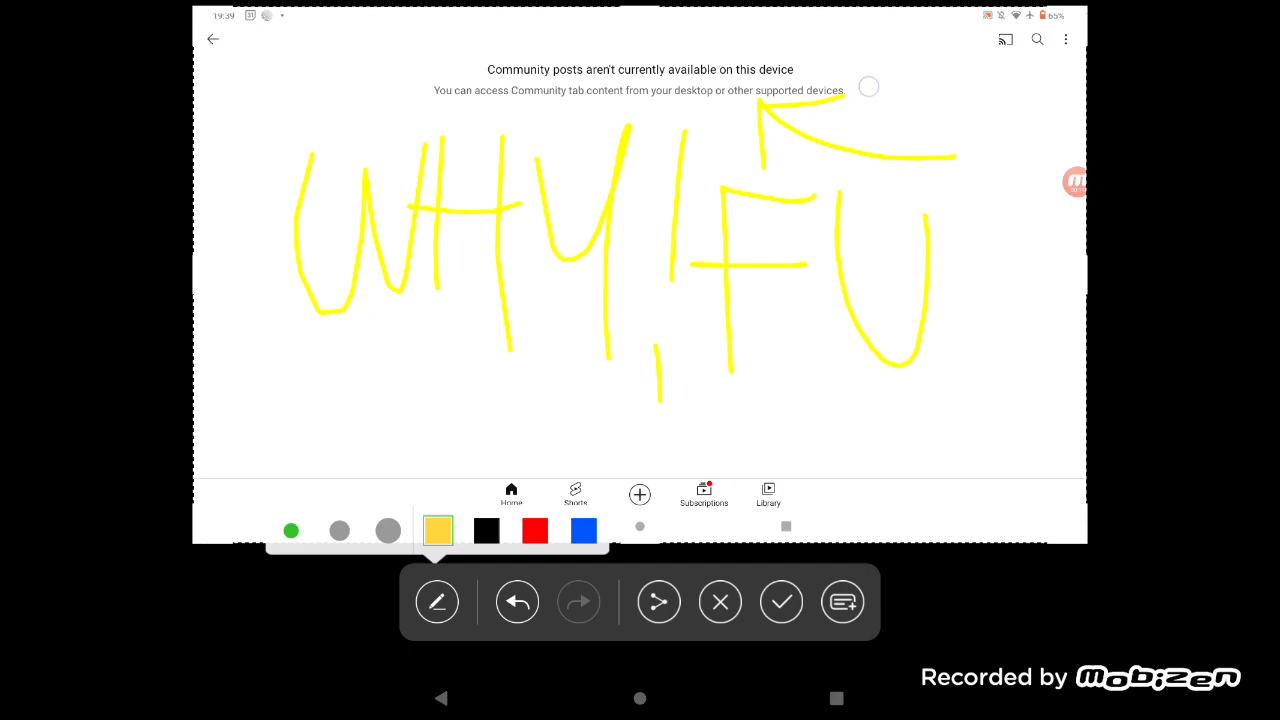 19:39 31 65%
Community posts aren't currently available on this device
You can access Community tab content from your desktop or other supported devices.
WHY, FU
Home Shorts Subscriptions Library
Recorded by mobizen